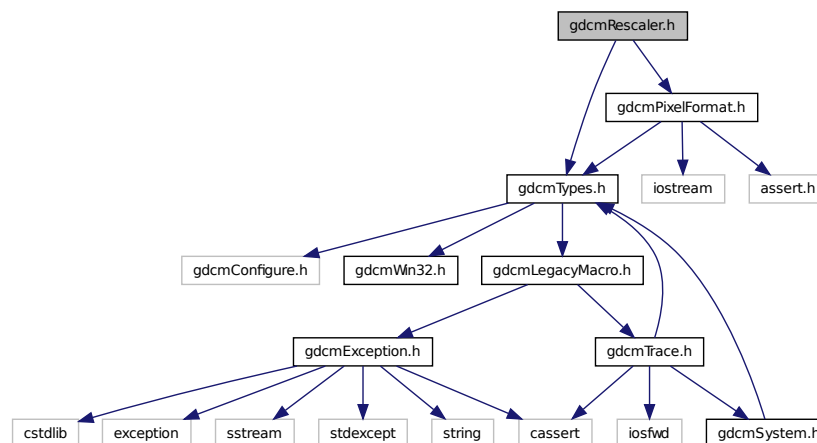 gdcmRescaler.h
gdcmPixelFormat.h
gdcmTypes.h
iostream
assert.h
gdcmConfigure.h
gdcmWin32.h
gdcmLegacyMacro.h
gdcmException.h
gdcmTrace.h
cstdlib
exception
sstream
stdexcept
string
cassert
iosfwd
gdcmSystem.h